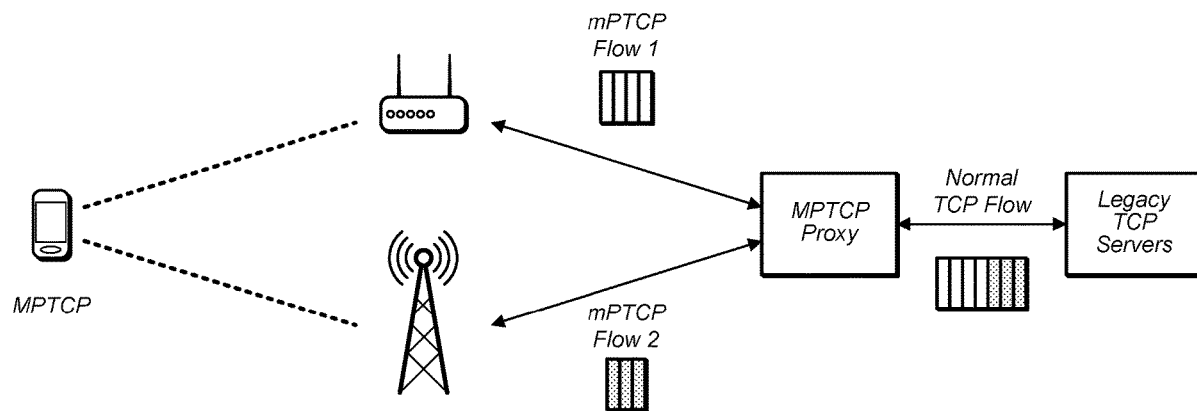 mPTCP
Flow 1
MPTCP
mPTCP
Flow 2
MPTCP
Proxy
Normal
TCP Flow
Legacy
TCP
Servers